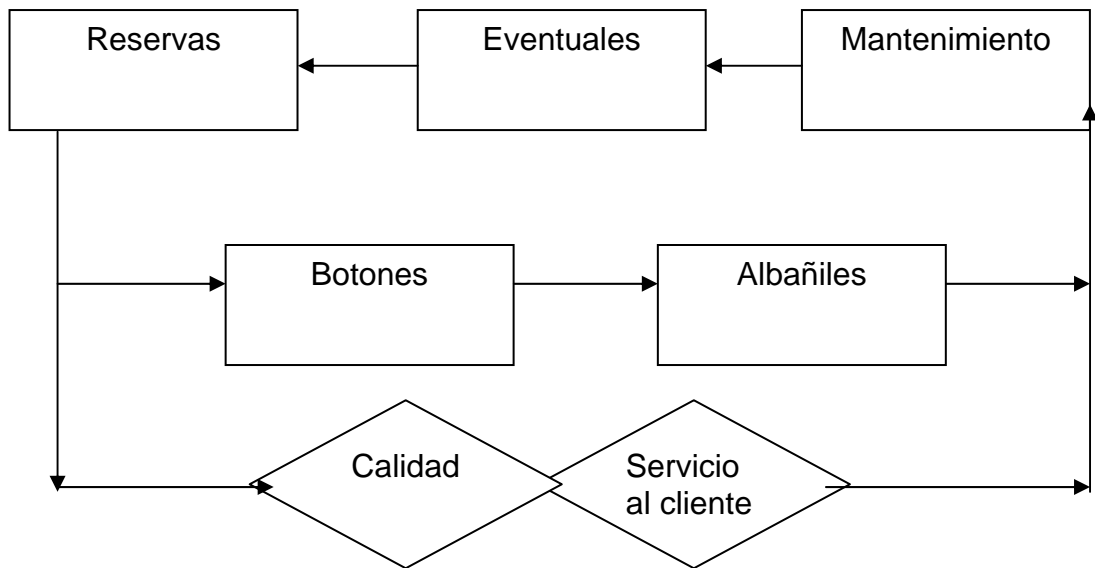 Reservas
Eventuales
Mantenimiento
Botones
Albañiles
Calidad
Servicio
al cliente